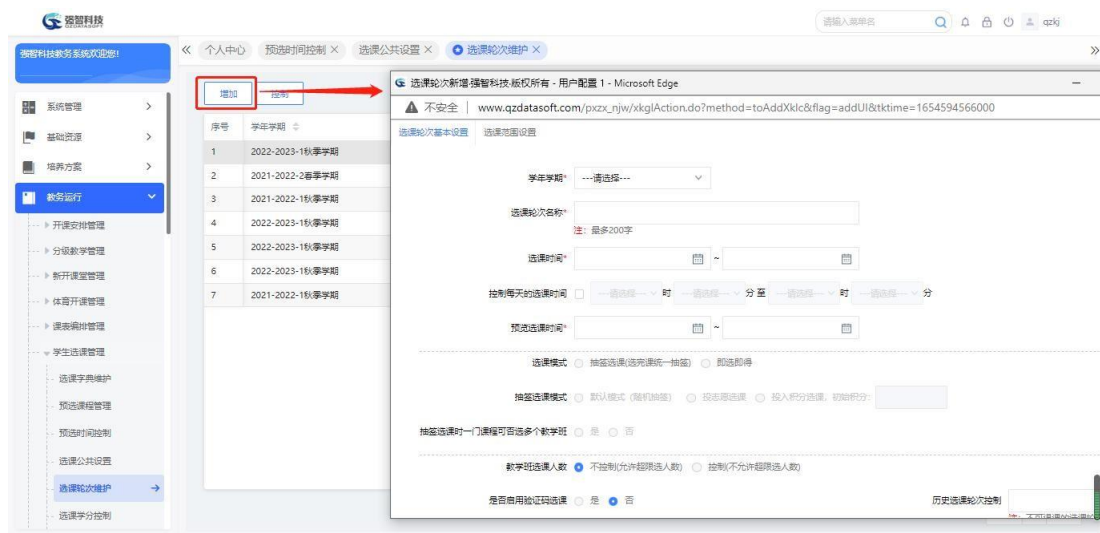 强智科技
QZDATASOFT
请输入菜单名
qzkj
强智科技教务系统欢迎您!
个人中心
预选时间控制 ×
选课公共设置 ×
选课轮次维护 ×
系统管理
基础资源
培养方案
教务运行
开课安排管理
分级教学管理
新开课堂管理
体育开课管理
课表编排管理
学生选课管理
选课字典维护
预选课程管理
预选时间控制
选课公共设置
选课轮次维护
选课学分控制
增加
控制
序号 学年学期
1 2022-2023-1秋季学期
2 2021-2022-2春季学期
3 2021-2022-1秋季学期
4 2022-2023-1秋季学期
5 2022-2023-1秋季学期
6 2022-2023-1秋季学期
7 2021-2022-1秋季学期
选课轮次新增-强智科技-版权所有 - 用户配置 1 - Microsoft Edge
不安全 | www.qzdatasoft.com/pxzx_njw/xkglAction.do?method=toAddXklc&flag=addUI&tktime=1654594566000
选课轮次基本设置 选课范围设置
学年学期* ---请选择---
选课轮次名称*
注: 最多200字
选课时间* ~
控制每天的选课时间 ---请选择--- 时 ---请选择--- 分 至 ---请选择--- 时 ---请选择--- 分
预览选课时间* ~
选课模式 抽签选课(选完课统一抽签) 即选即得
抽签选课模式 默认模式 (随机抽签) 投志愿选课 投入积分选课, 初始积分:
抽签选课时一门课程可否选多个教学班 是 否
教学班选课人数 不控制(允许超限选人数) 控制(不允许超限选人数)
是否启用验证码选课 是 否
历史选课轮次控制